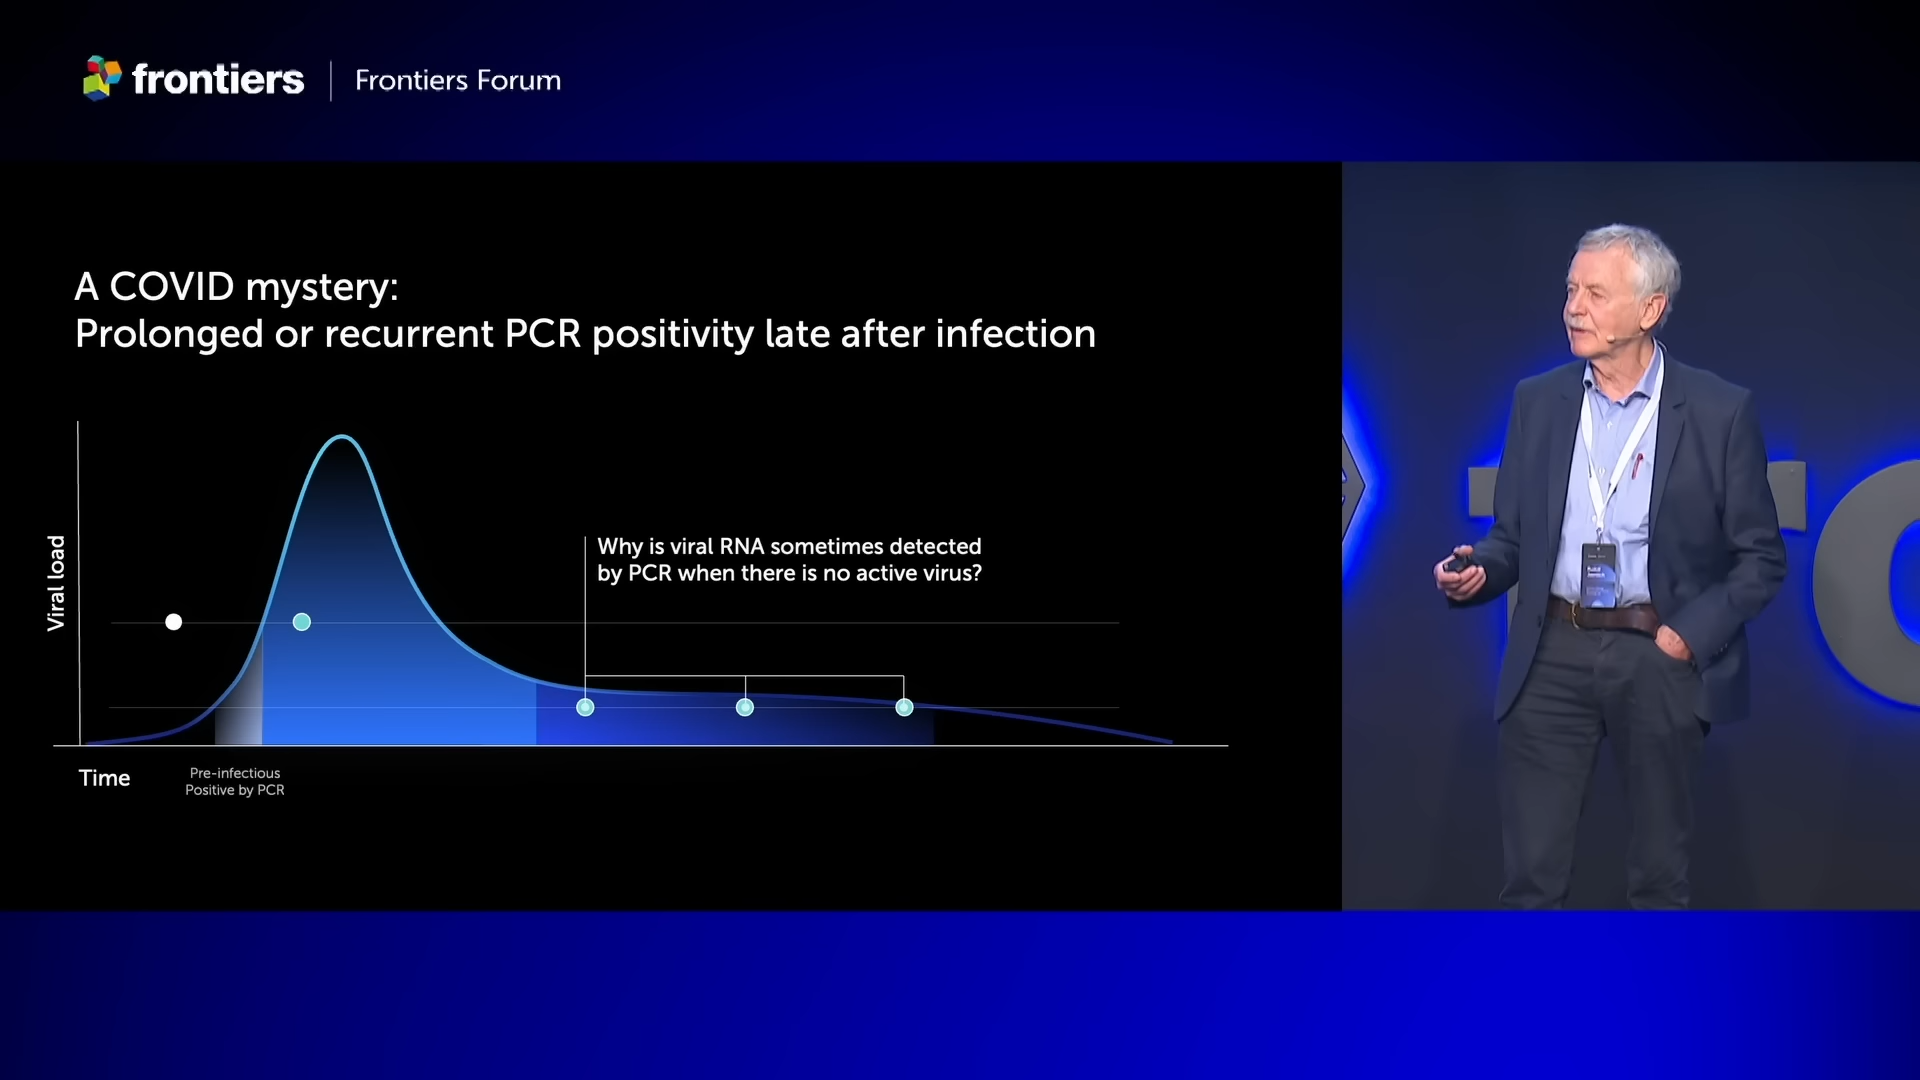 frontiers
Frontiers Forum
A COVID mystery:
Prolonged or recurrent PCR positivity late after infection
Viral load
Why is viral RNA sometimes detected
by PCR when there is no active virus?
Time
Pre-infectious
Positive by PCR